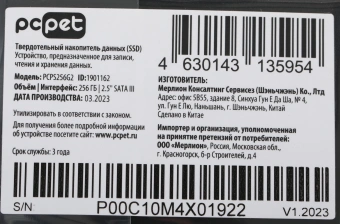 pcpet
Твердотельный накопитель данных (SSD)
Устройство, предназначенное для записи,
чтения и хранения данных.
Модель: PCPS256G2 ID: 1901162
Объём | Интерфейс: 256 ГБ | 2.5" SATA III
ДАТА ПРОИЗВОДСТВА: 03.2023
Утилизировать в соответствии с законом.
Для получения более подробной информации
об устройстве посетите сайт: www.pcpet.ru
Срок службы: 3 года
4 630143 135954
ИЗГОТОВИТЕЛЬ:
Мерлион Консалтинг Сервисез (Шэньчжэнь) Ко., Лтд
Адрес: офис 5B55, здание 8, Синхуа Гун Е Да Ша, № 4,
ул. Гун Е Лю, Наньшань, г. Шэньчжэнь, Китай
Сделано в Китае
Импортер и организация, уполномоченная
на принятие претензий от потребителей:
ООО «Мерлион», Россия, Московская обл.,
г. Красногорск, б-р Строителей, д.4
S/N P00C10M4X01922 V1.2023